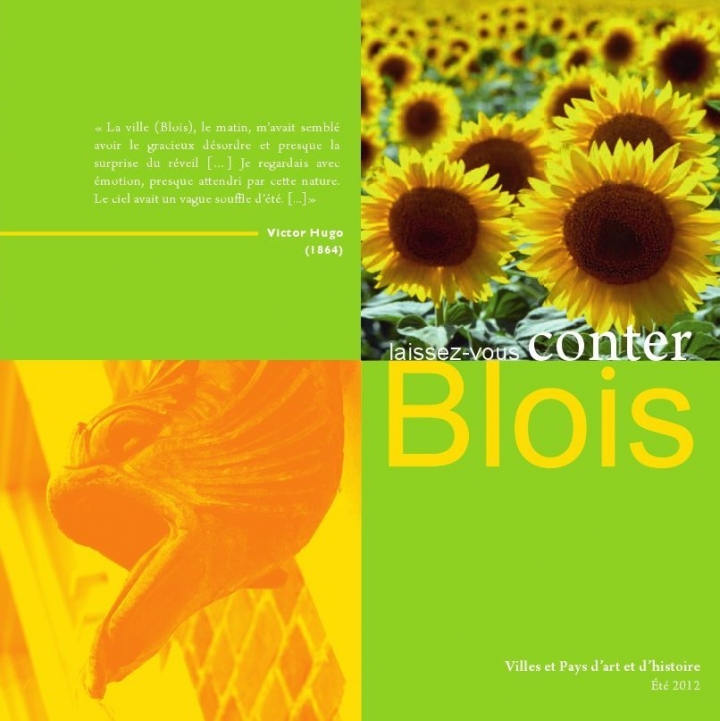 « La ville (Blois), le matin, m'avait semblé
avoir le gracieux désordre et presque la
surprise du réveil [...] Je regardais avec
émotion, presque attendri par cette nature.
Le ciel avait un vague souffle d'été. [...] »
Victor Hugo
(1864)
laissez-vous conter
Blois
Villes et Pays d'art et d'histoire
Été 2012